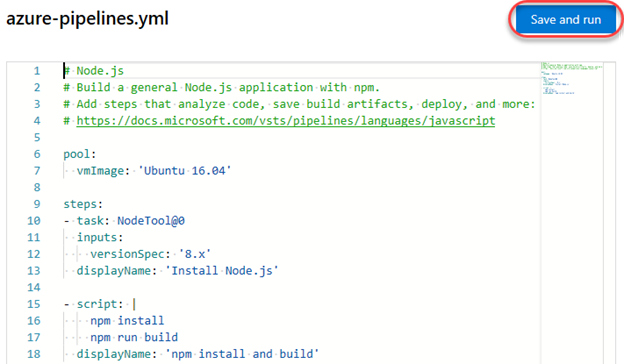 azure-pipelines.yml
Save and run
1 # Node.js
2 # Build a general Node.js application with npm.
3 # Add steps that analyze code, save build artifacts, deploy, and more:
4 # https://docs.microsoft.com/vsts/pipelines/languages/javascript
5
6 pool:
7   vmImage: 'Ubuntu 16.04'
8
9 steps:
10 - task: NodeTool@0
11   inputs:
12     versionSpec: '8.x'
13   displayName: 'Install Node.js'
14
15 - script: |
16     npm install
17     npm run build
18   displayName: 'npm install and build'